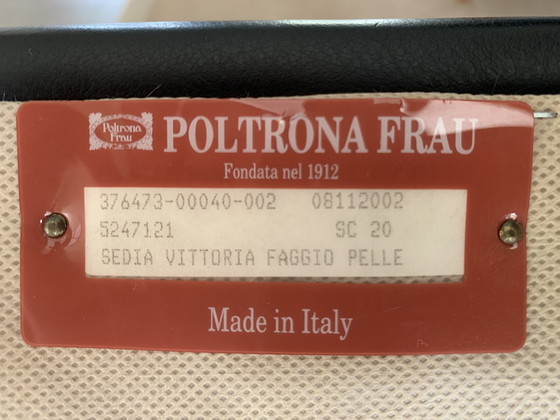 Poltrona
Frau
POLTRONA FRAU
Fondata nel 1912
376473-00040-002 08112002
5247121 SC 20
SEDIA VITTORIA FAGGIO PELLE
Made in Italy